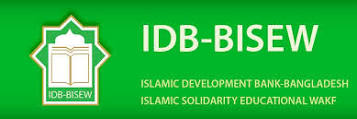 IDB-BISEW
IDB-BISEW
ISLAMIC DEVELOPMENT BANK-BANGLADESH
ISLAMIC SOLIDARITY EDUCATIONAL WAKF